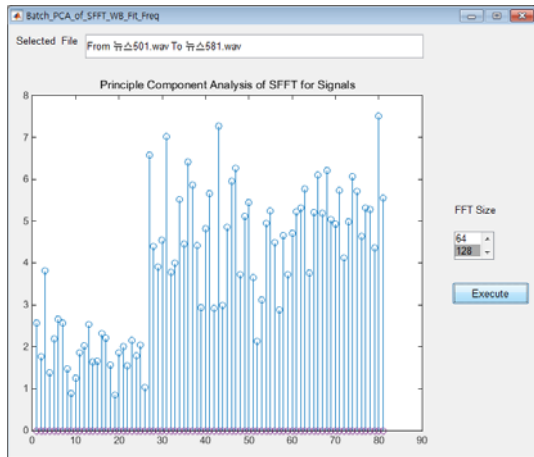 Batch_PCA_of_SFFT_WB_Fit_Freq
Selected File
From 뉴스501.wav To 뉴스581.wav
Principle Component Analysis of SFFT for Signals
8
7
6
5
4
3
2
1
0
0 10 20 30 40 50 60 70 80 90
FFT Size
64
128
Execute